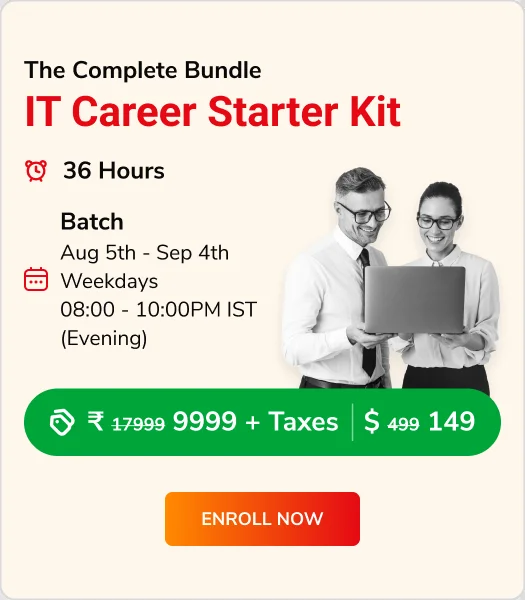 The Complete Bundle
IT Career Starter Kit
36 Hours
Batch
Aug 5th - Sep 4th
Weekdays
08:00 - 10:00PM IST
(Evening)
₹ 17999 9999 + Taxes | $ 499 149
ENROLL NOW